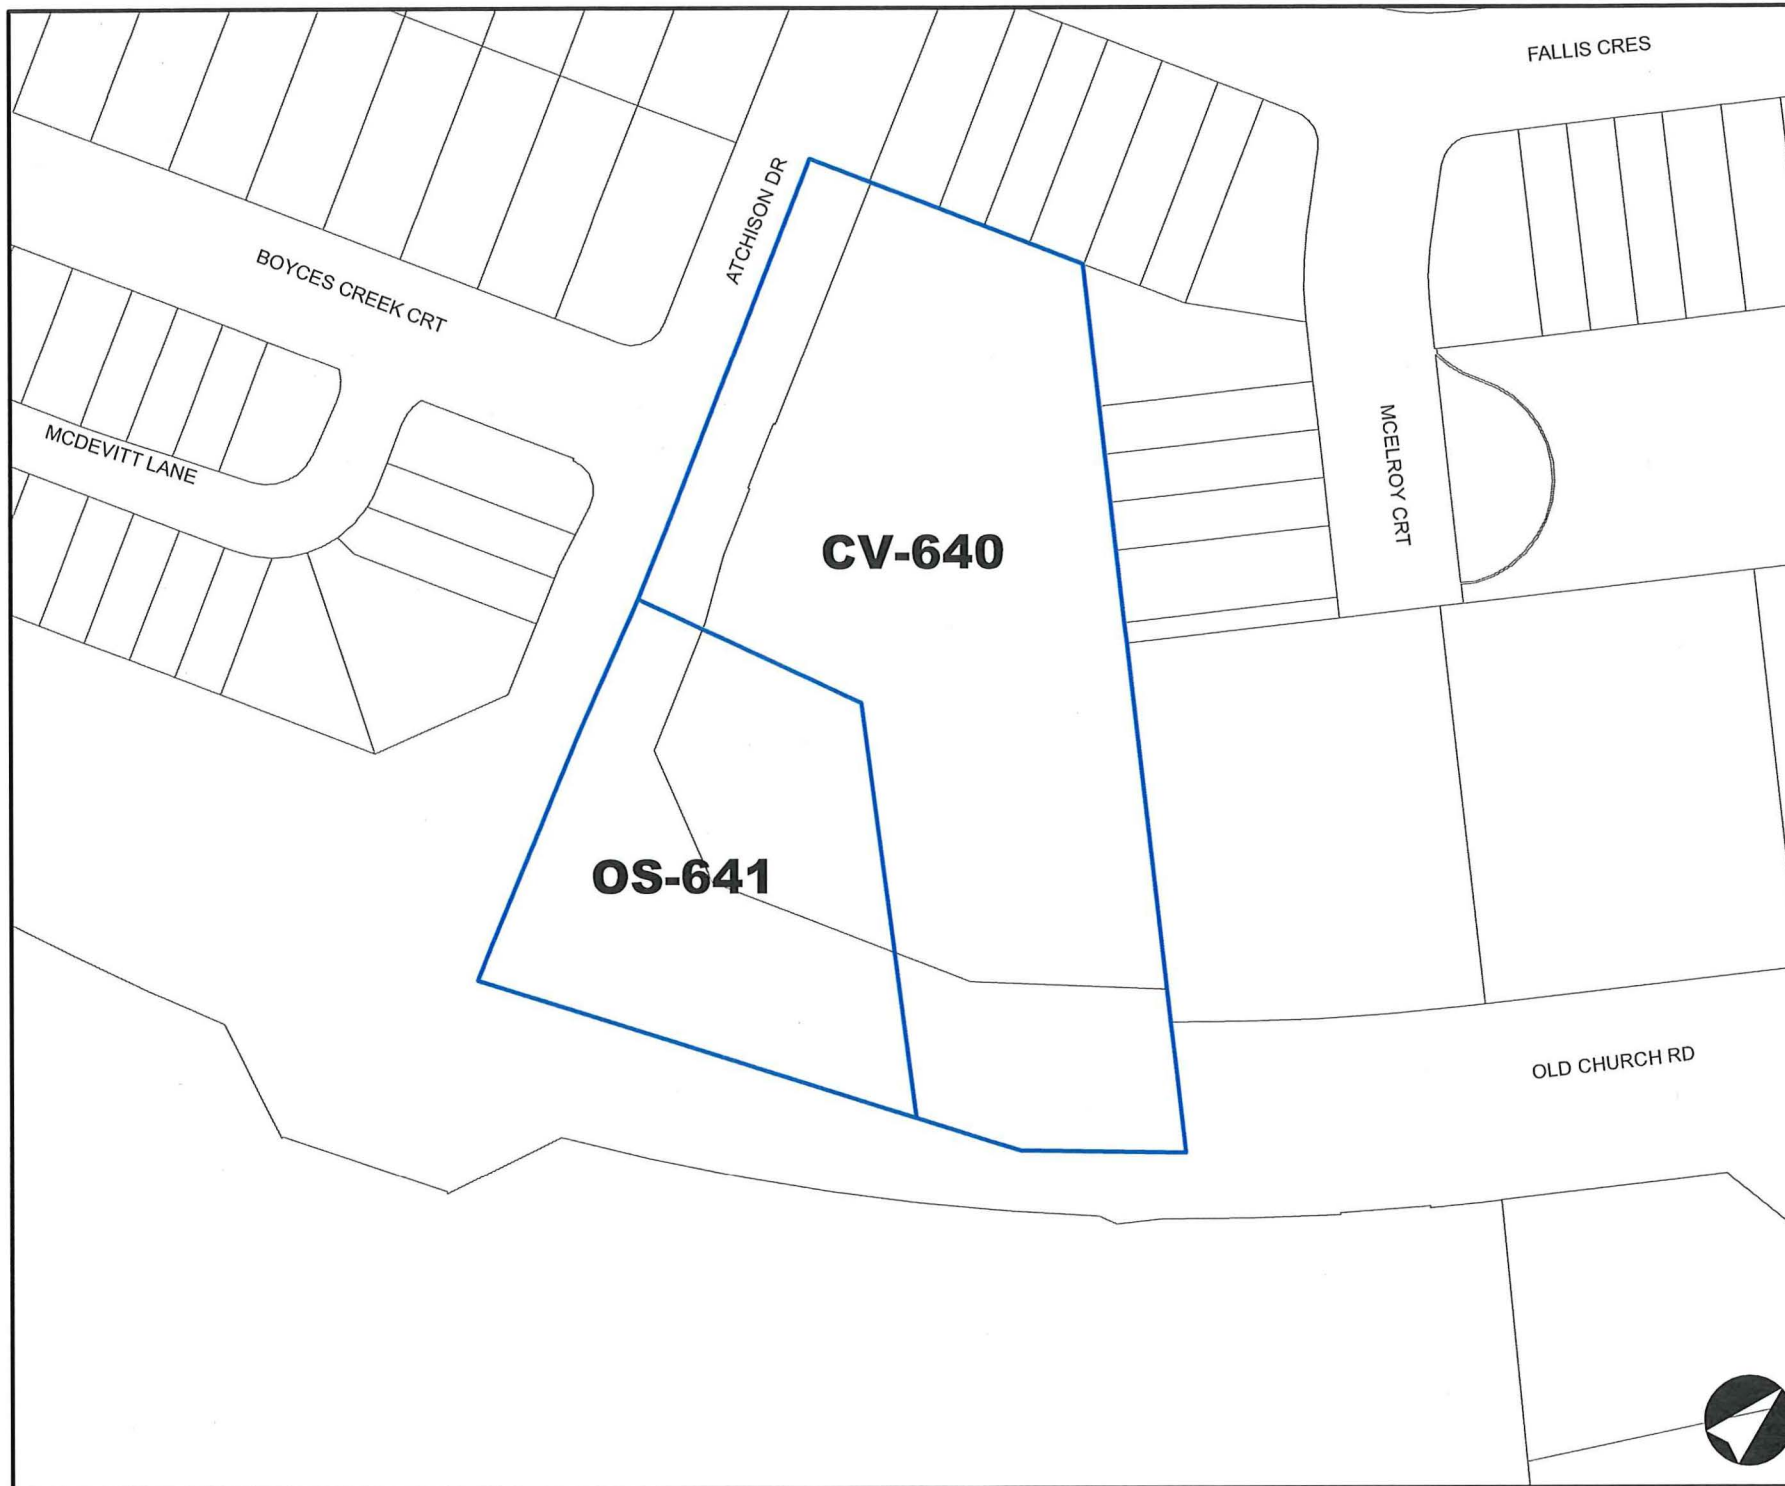 FALLIS CRES
ATCHISON DR
BOYCES CREEK CRT
MCDEVITT LANE
MCELROY CRT
CV-640
OS-641
OLD CHURCH RD